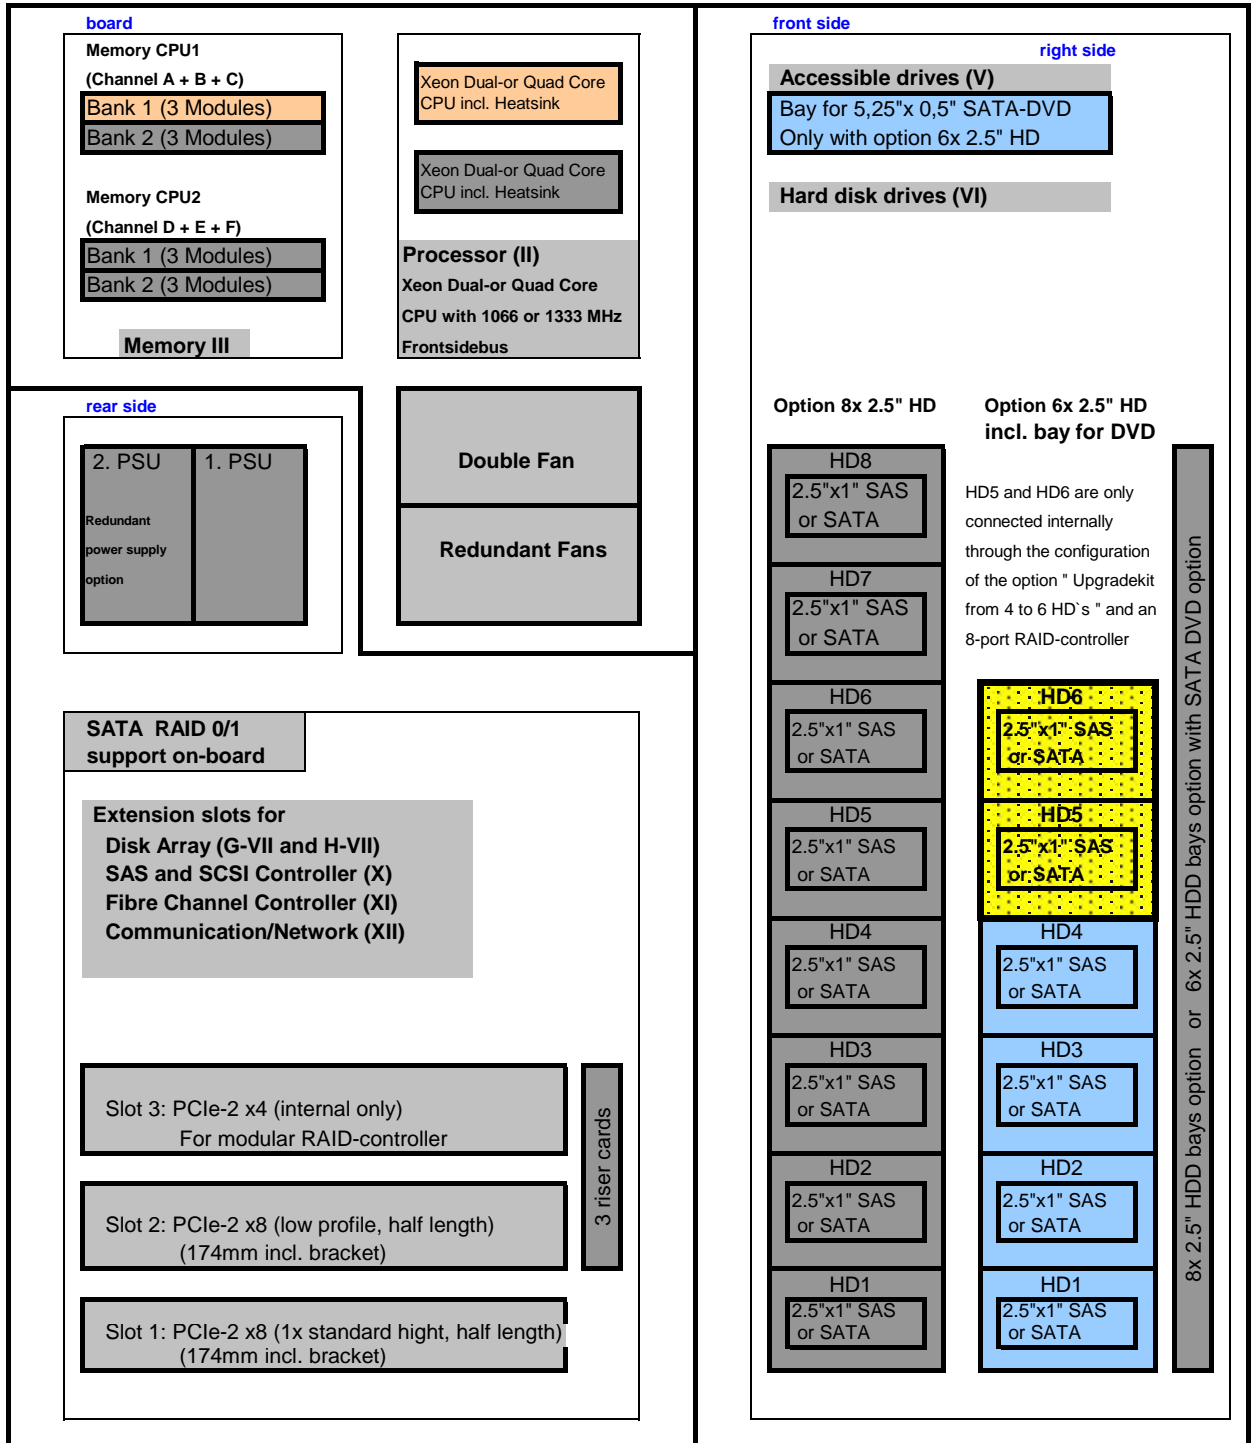 board
Memory CPU1
(Channel A + B + C)
Bank 1 (3 Modules)
Bank 2 (3 Modules)
Memory CPU2
(Channel D + E + F)
Bank 1 (3 Modules)
Bank 2 (3 Modules)
Memory III
Xeon Dual-or Quad Core
CPU incl. Heatsink
Xeon Dual-or Quad Core
CPU incl. Heatsink
Processor (II)
Xeon Dual-or Quad Core
CPU with 1066 or 1333 MHz
Frontsidebus
rear side
2. PSU
Redundant
power supply
option
1. PSU
Double Fan
Redundant Fans
SATA RAID 0/1
support on-board
Extension slots for
Disk Array (G-VII and H-VII)
SAS and SCSI Controller (X)
Fibre Channel Controller (XI)
Communication/Network (XII)
Slot 3: PCIe-2 x4 (internal only)
For modular RAID-controller
Slot 2: PCIe-2 x8 (low profile, half length)
(174mm incl. bracket)
3 riser cards
Slot 1: PCIe-2 x8 (1x standard hight, half length)
(174mm incl. bracket)
front side
right side
Accessible drives (V)
Bay for 5,25"x 0,5" SATA-DVD
Only with option 6x 2.5" HD
Hard disk drives (VI)
Option 8x 2.5" HD
HD8
2.5"x1" SAS
or SATA
HD7
2.5"x1" SAS
or SATA
HD6
2.5"x1" SAS
or SATA
HD5
2.5"x1" SAS
or SATA
HD4
2.5"x1" SAS
or SATA
HD3
2.5"x1" SAS
or SATA
HD2
2.5"x1" SAS
or SATA
HD1
2.5"x1" SAS
or SATA
Option 6x 2.5" HD
incl. bay for DVD
HD5 and HD6 are only
connected internally
through the configuration
of the option " Upgradekit
from 4 to 6 HD`s " and an
8-port RAID-controller
HD6
2.5"x1" SAS
or SATA
HD5
2.5"x1" SAS
or SATA
HD4
2.5"x1" SAS
or SATA
HD3
2.5"x1" SAS
or SATA
HD2
2.5"x1" SAS
or SATA
HD1
2.5"x1" SAS
or SATA
8x 2.5" HDD bays option or 6x 2.5" HDD bays option with SATA DVD option